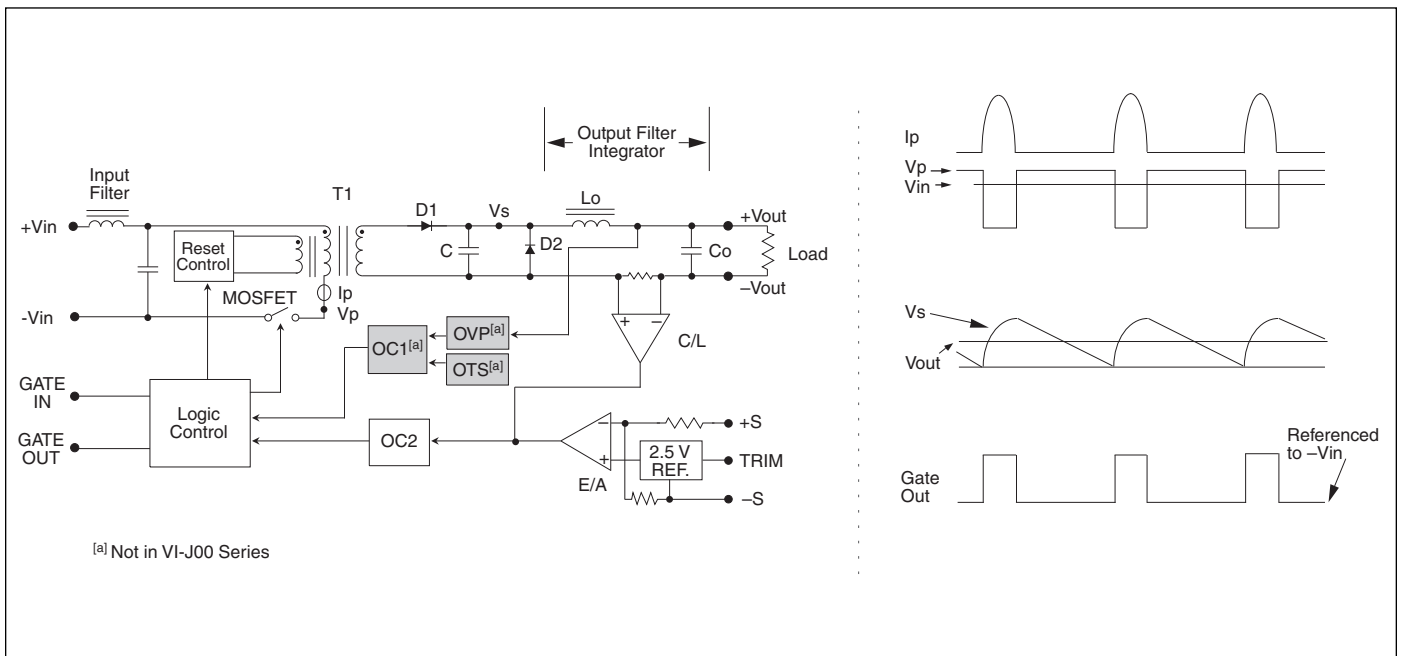 Output Filter
Integrator
Input
Filter
T1
+Vin
Reset
Control
D1
Vs
Lo
+Vout
C
D2
Co
Load
–Vout
MOSFET
Ip
Vp
-Vin
OC1[a]
OVP[a]
OTS[a]
+
–
C/L
GATE
IN
GATE
OUT
Logic
Control
OC2
–
+
E/A
2.5 V
REF.
+S
TRIM
–S
[a] Not in VI-J00 Series
Ip
Vp
Vin
Vs
Vout
Gate
Out
Referenced
to –Vin